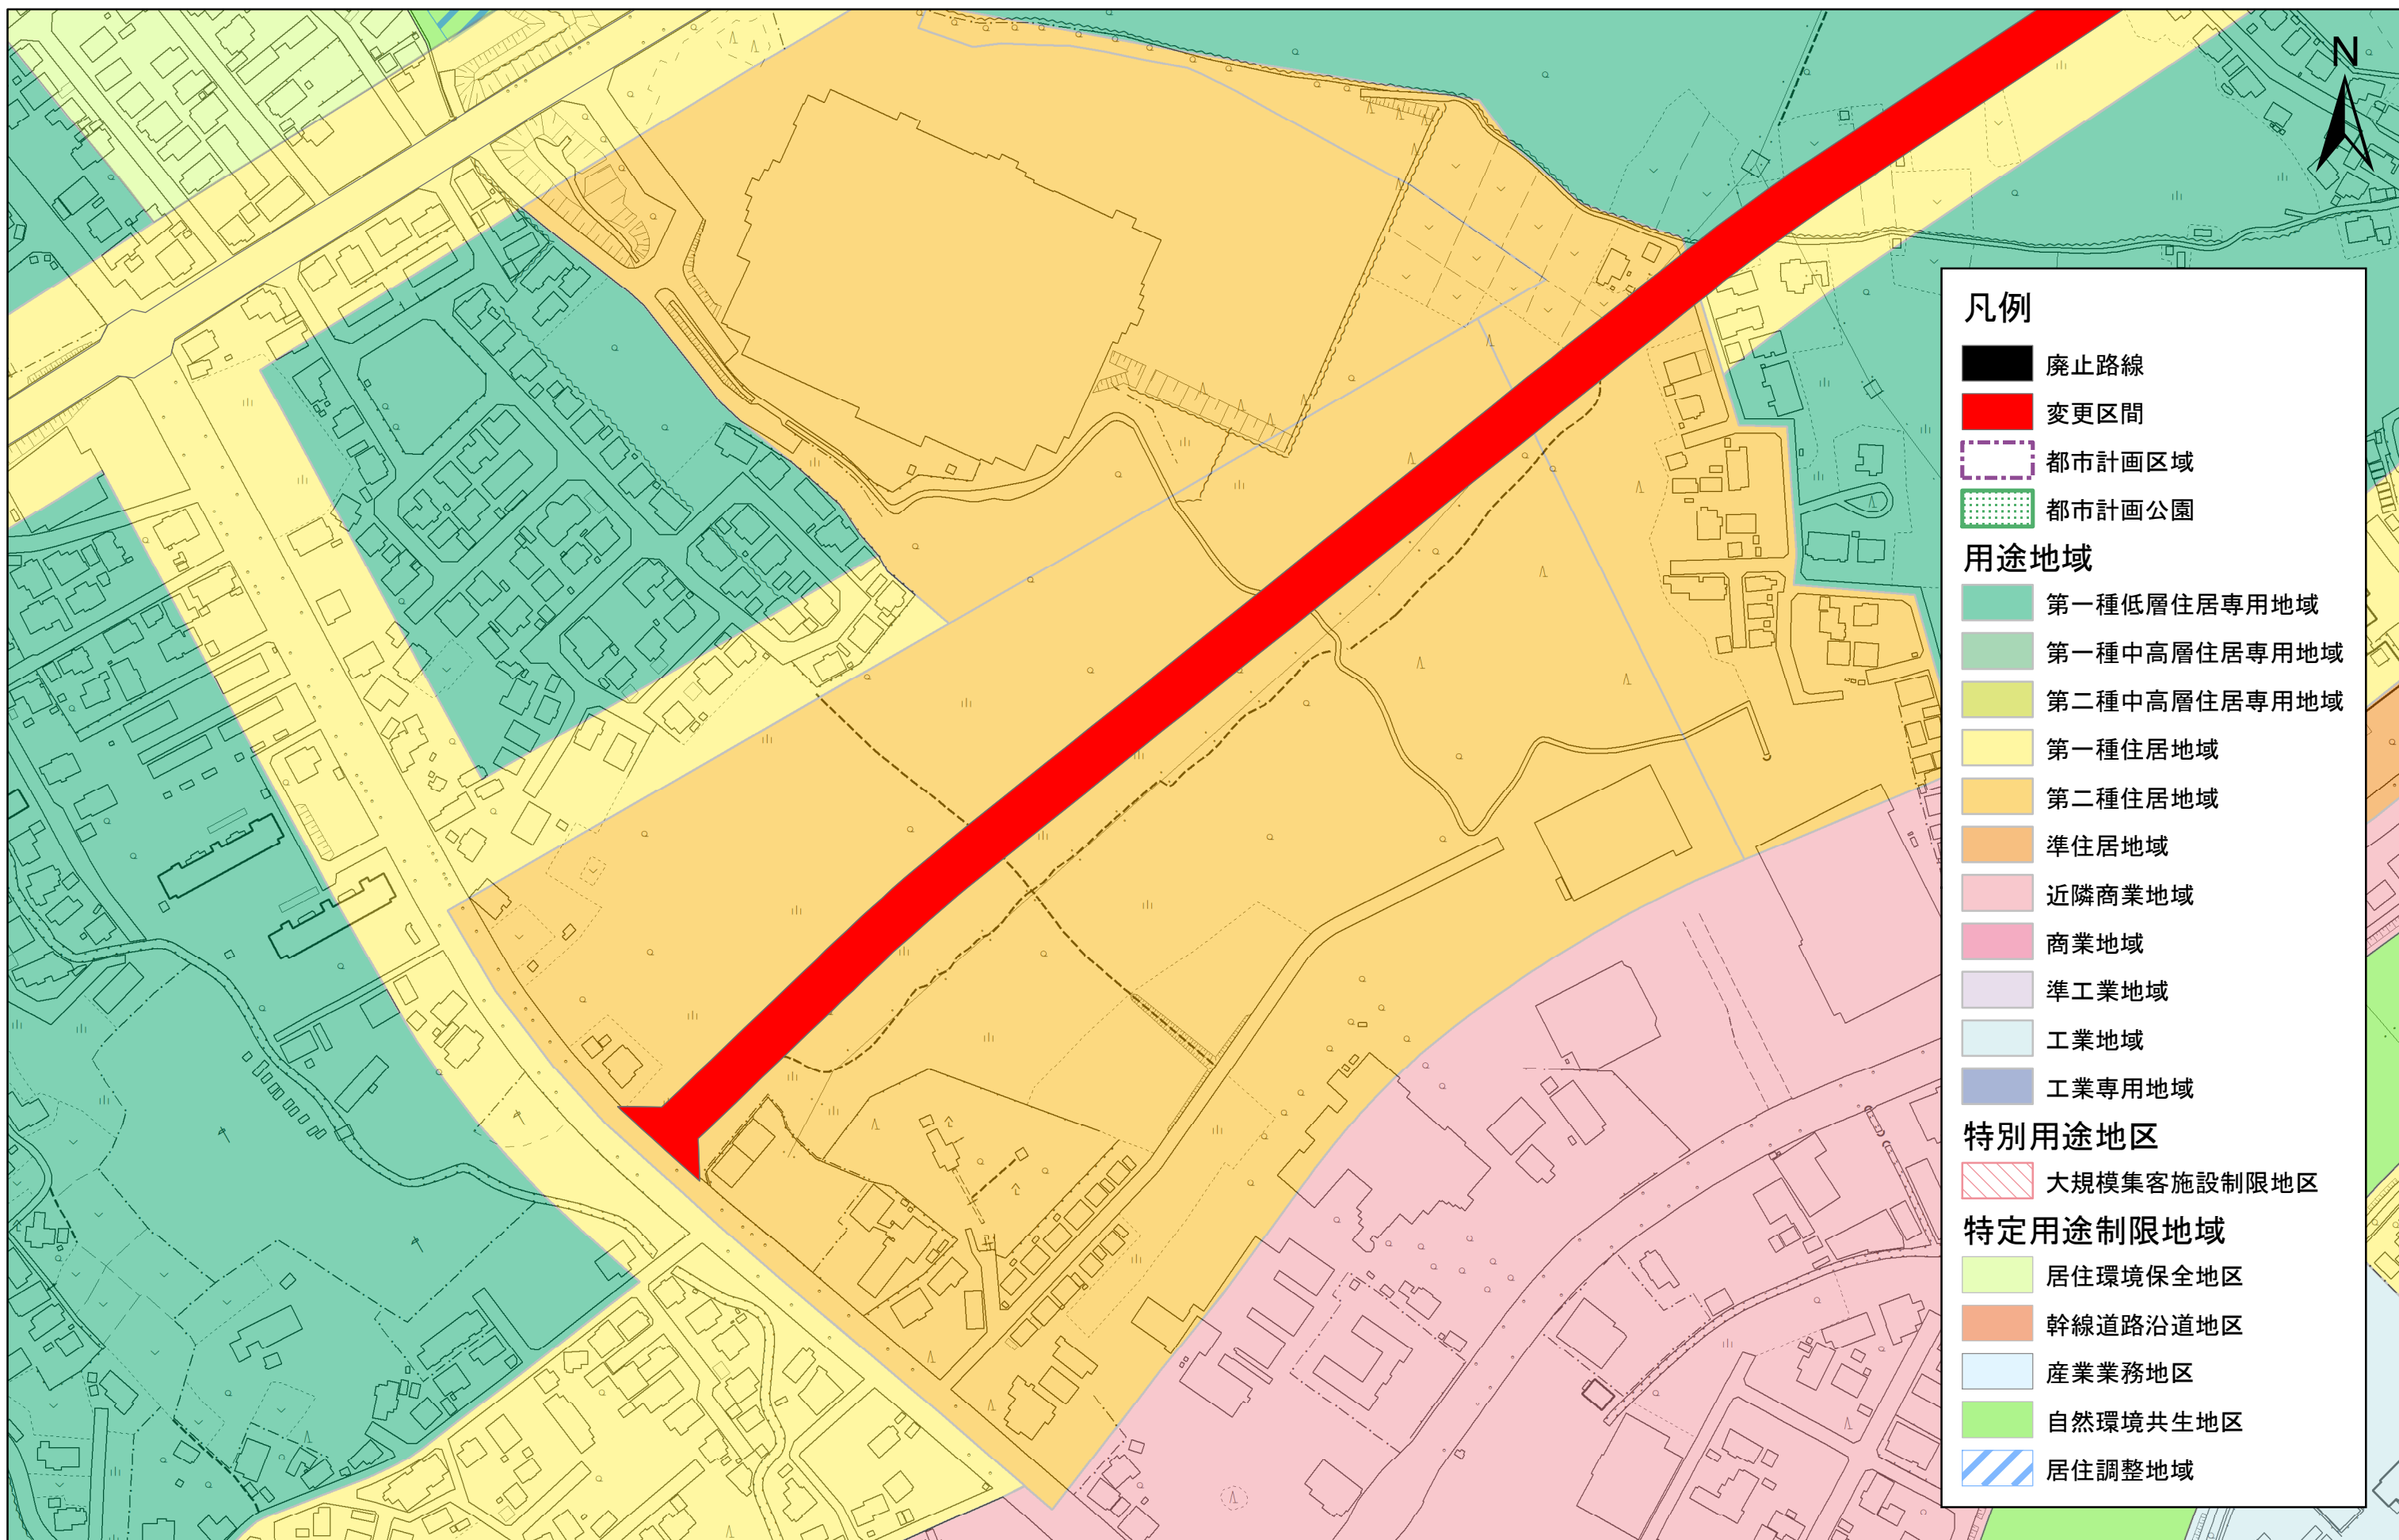 N
凡例
廃止路線
変更区間
都市計画区域
都市計画公園
用途地域
第一種低層住居専用地域
第一種中高層住居専用地域
第二種中高層住居専用地域
第一種住居地域
第二種住居地域
準住居地域
近隣商業地域
商業地域
準工業地域
工業地域
工業専用地域
特別用途地区
大規模集客施設制限地区
特定用途制限地域
居住環境保全地区
幹線道路沿道地区
産業業務地区
自然環境共生地区
居住調整地域